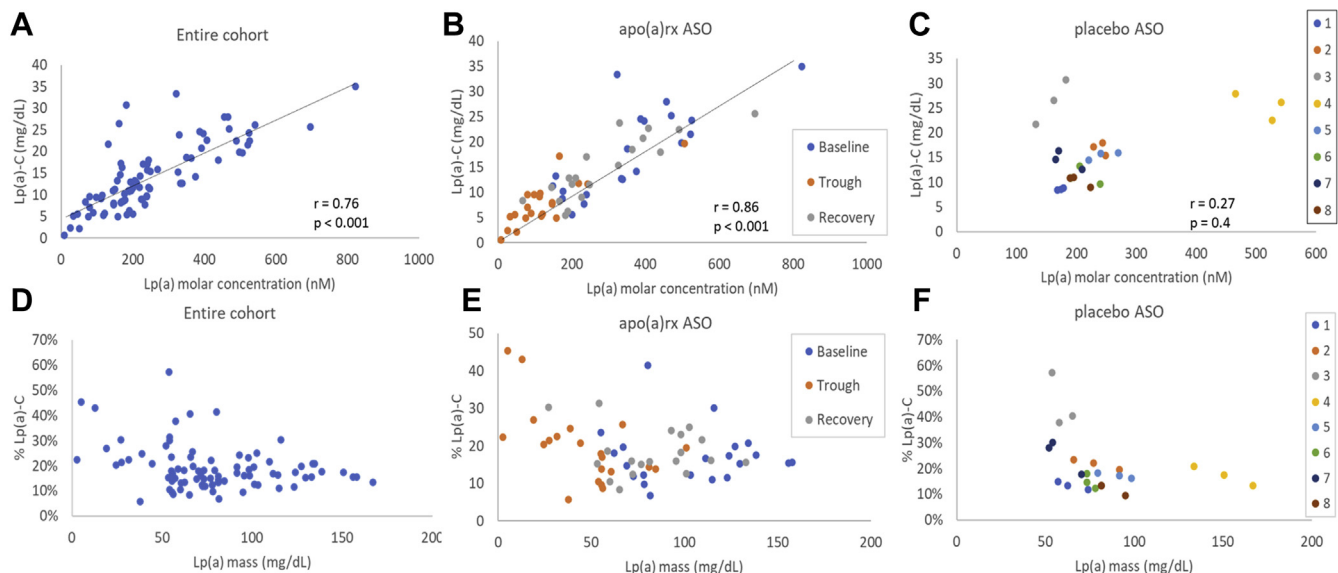 A
Entire cohort
Lp(a)-C (mg/dL)
40
35
30
25
20
15
10
5
0
r = 0.76
p < 0.001
0 200 400 600 800 1000
Lp(a) molar concentration (nM)
B
apo(a)rx ASO
Lp(a)-C (mg/dL)
40
35
30
25
20
15
10
5
0
Baseline
Trough
Recovery
r = 0.86
p < 0.001
0 200 400 600 800 1000
Lp(a) molar concentration (nM)
C
placebo ASO
Lp(a)-C (mg/dL)
35
30
25
20
15
10
5
0
r = 0.27
p = 0.4
0 100 200 300 400 500 600
Lp(a) molar concentration (nM)
1
2
3
4
5
6
7
8
D
Entire cohort
% Lp(a)-C
70%
60%
50%
40%
30%
20%
10%
0%
0 50 100 150 200
Lp(a) mass (mg/dL)
E
apo(a)rx ASO
% Lp(a)-C
50
40
30
20
10
0
Baseline
Trough
Recovery
0 50 100 150 200
Lp(a) mass (mg/dL)
F
placebo ASO
% Lp(a)-C
70%
60%
50%
40%
30%
20%
10%
0%
0 50 100 150 200
Lp(a) mass (mg/dL)
1
2
3
4
5
6
7
8